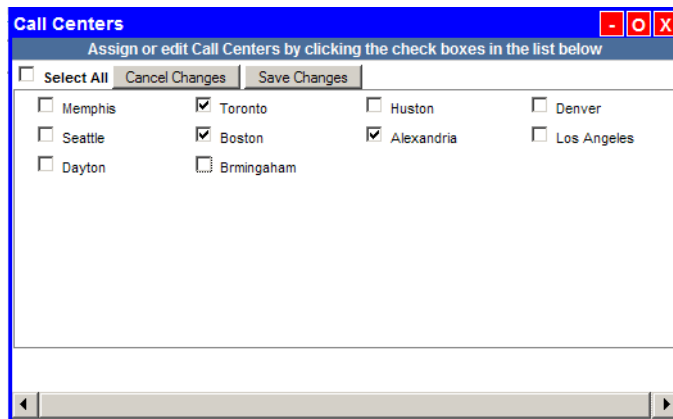 Call Centers - O X
Assign or edit Call Centers by clicking the check boxes in the list below
Select All Cancel Changes Save Changes
Memphis Toronto Huston Denver
Seattle Boston Alexandria Los Angeles
Dayton Brmingaham